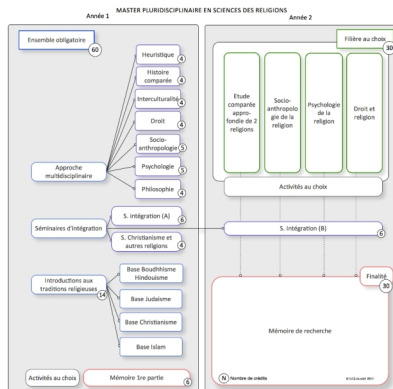 MASTER PLURIDISCIPLINAIRE EN SCIENCES DES RELIGIONS
Année 1
Année 2
Ensemble obligatoire
60
Heuristique
4
Histoire
comparée
4
Interculturalité
4
Droit
4
Socio-
anthropologie
5
Psychologie
5
Philosophie
4
Approche
multidisciplinaire
S. Intégration (A)
6
Séminaires d'intégration
S. Christianisme et
autres religions
4
Introductions aux
traditions religieuses
14
Base Boudhhisme
Hindouisme
Base Judaïsme
Base Christianisme
Base Islam
Activités au choix
Mémoire 1re partie
6
Filière au choix
30
Etude
comparée
appro-
fondie de 2
religions
Socio-
anthropolo
gie de la
religion
Psychologie
de la
religion
Droit et
religion
Activités au choix
S. Intégration (B)
6
Finalité
30
Mémoire de recherche
N Nombre de crédits